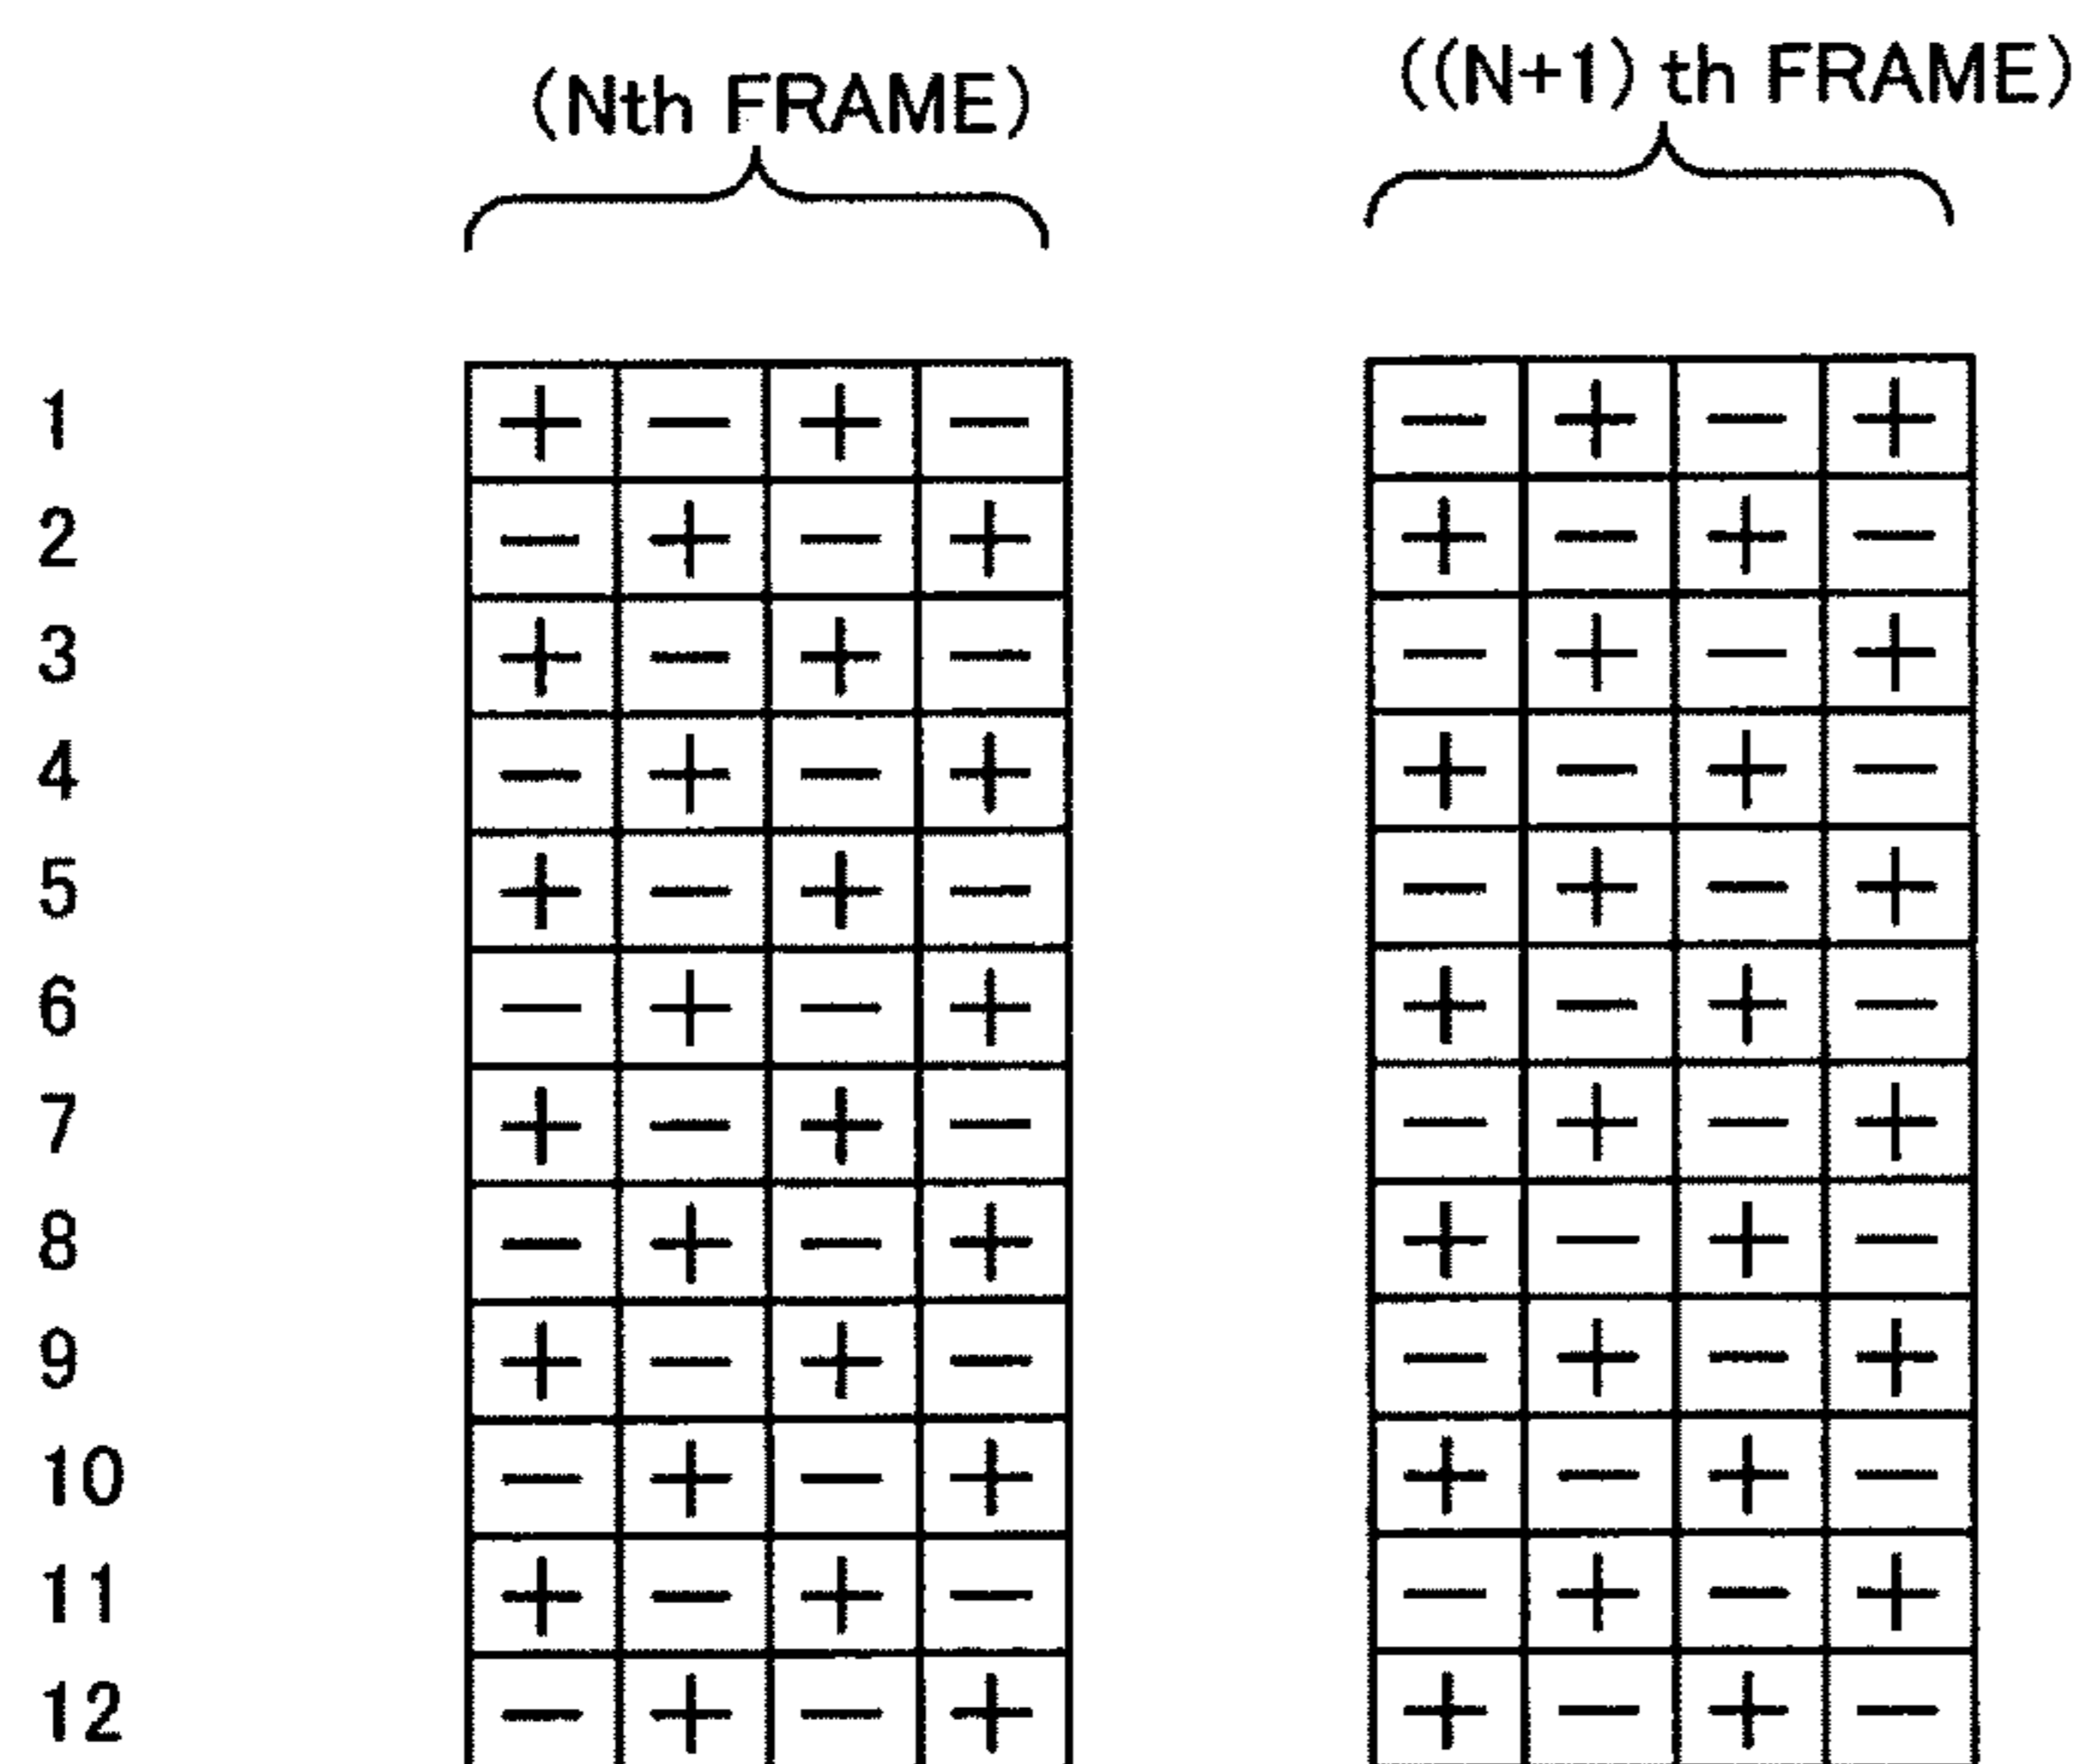 (Nth FRAME) ((N+1) th FRAME)
1 + − + − − + − +
2 − + − + + − + −
3 + − + − − + − +
4 − + − + + − + −
5 + − + − − + − +
6 − + − + + − + −
7 + − + − − + − +
8 − + − + + − + −
9 + − + − − + − +
10 − + − + + − + −
11 + − + − − + − +
12 − + − + + − + −